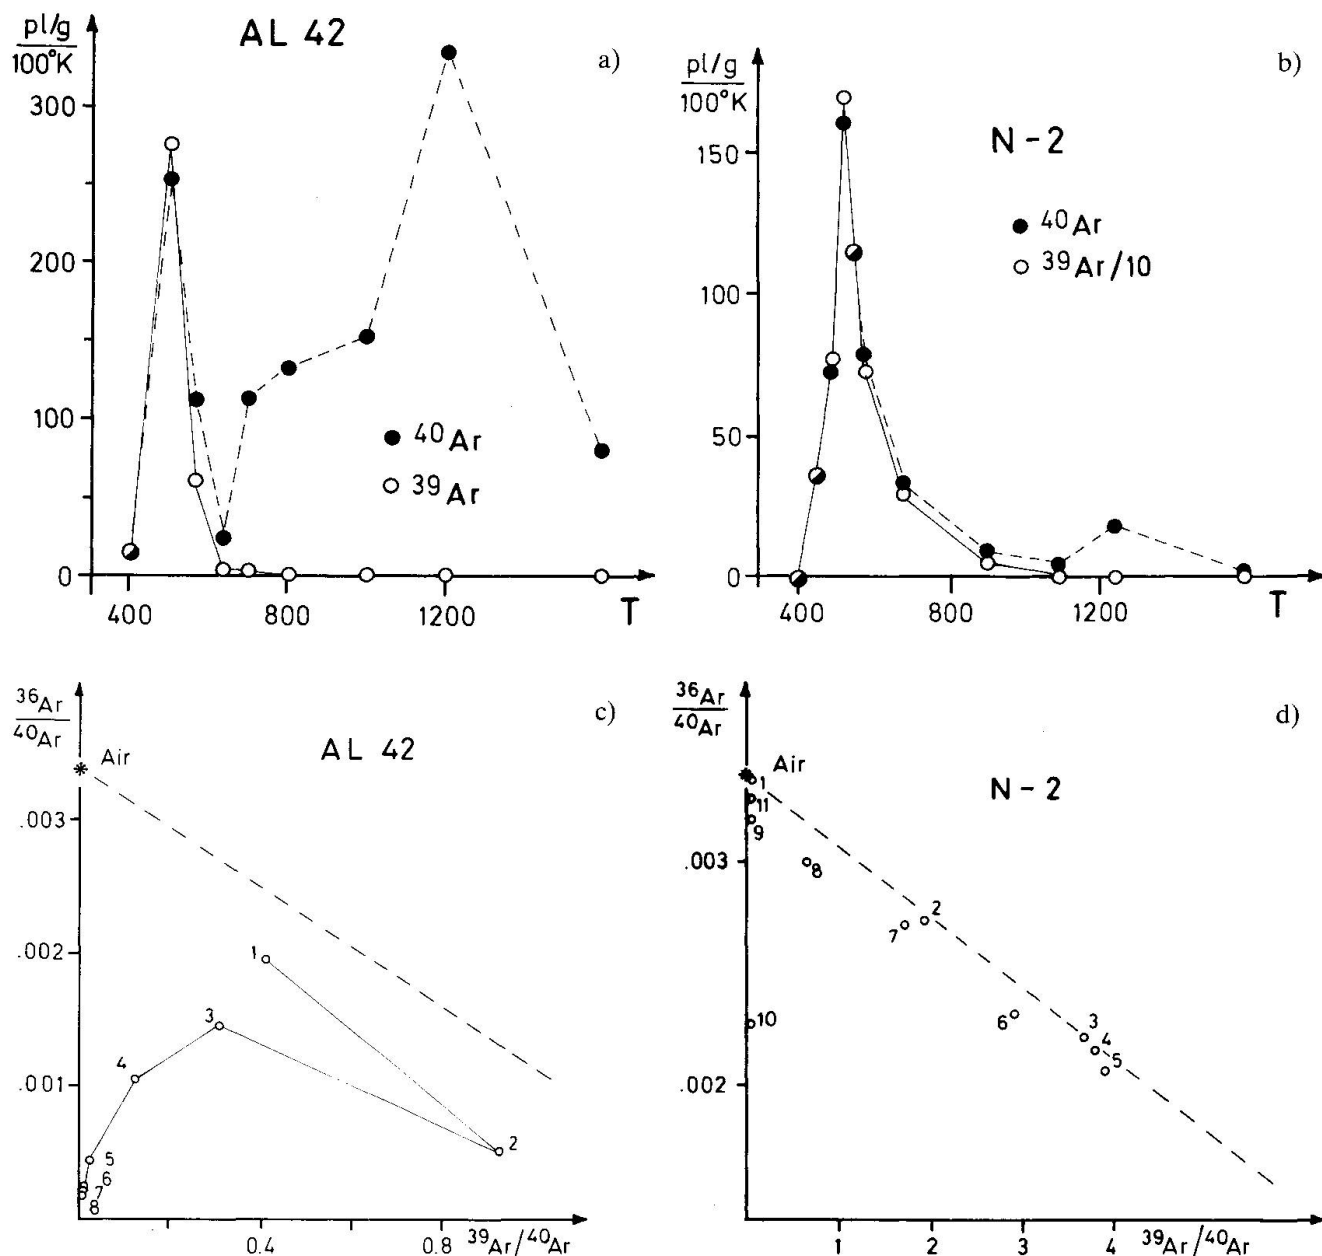 pl/g
100°K
AL 42
a)
300
200
100
0
400
800
1200
T
40Ar
39Ar
pl/g
100°K
N-2
b)
150
100
50
0
400
800
1200
T
40Ar
39Ar/10
36Ar
40Ar
AL 42
c)
Air
.003
.002
.001
1
2
3
4
5
6
7
8
0.4
0.8
39Ar/40Ar
36Ar
40Ar
N-2
d)
Air
.003
.002
1
11
9
8
2
7
10
6
3
4
5
1
2
3
4
39Ar/40Ar